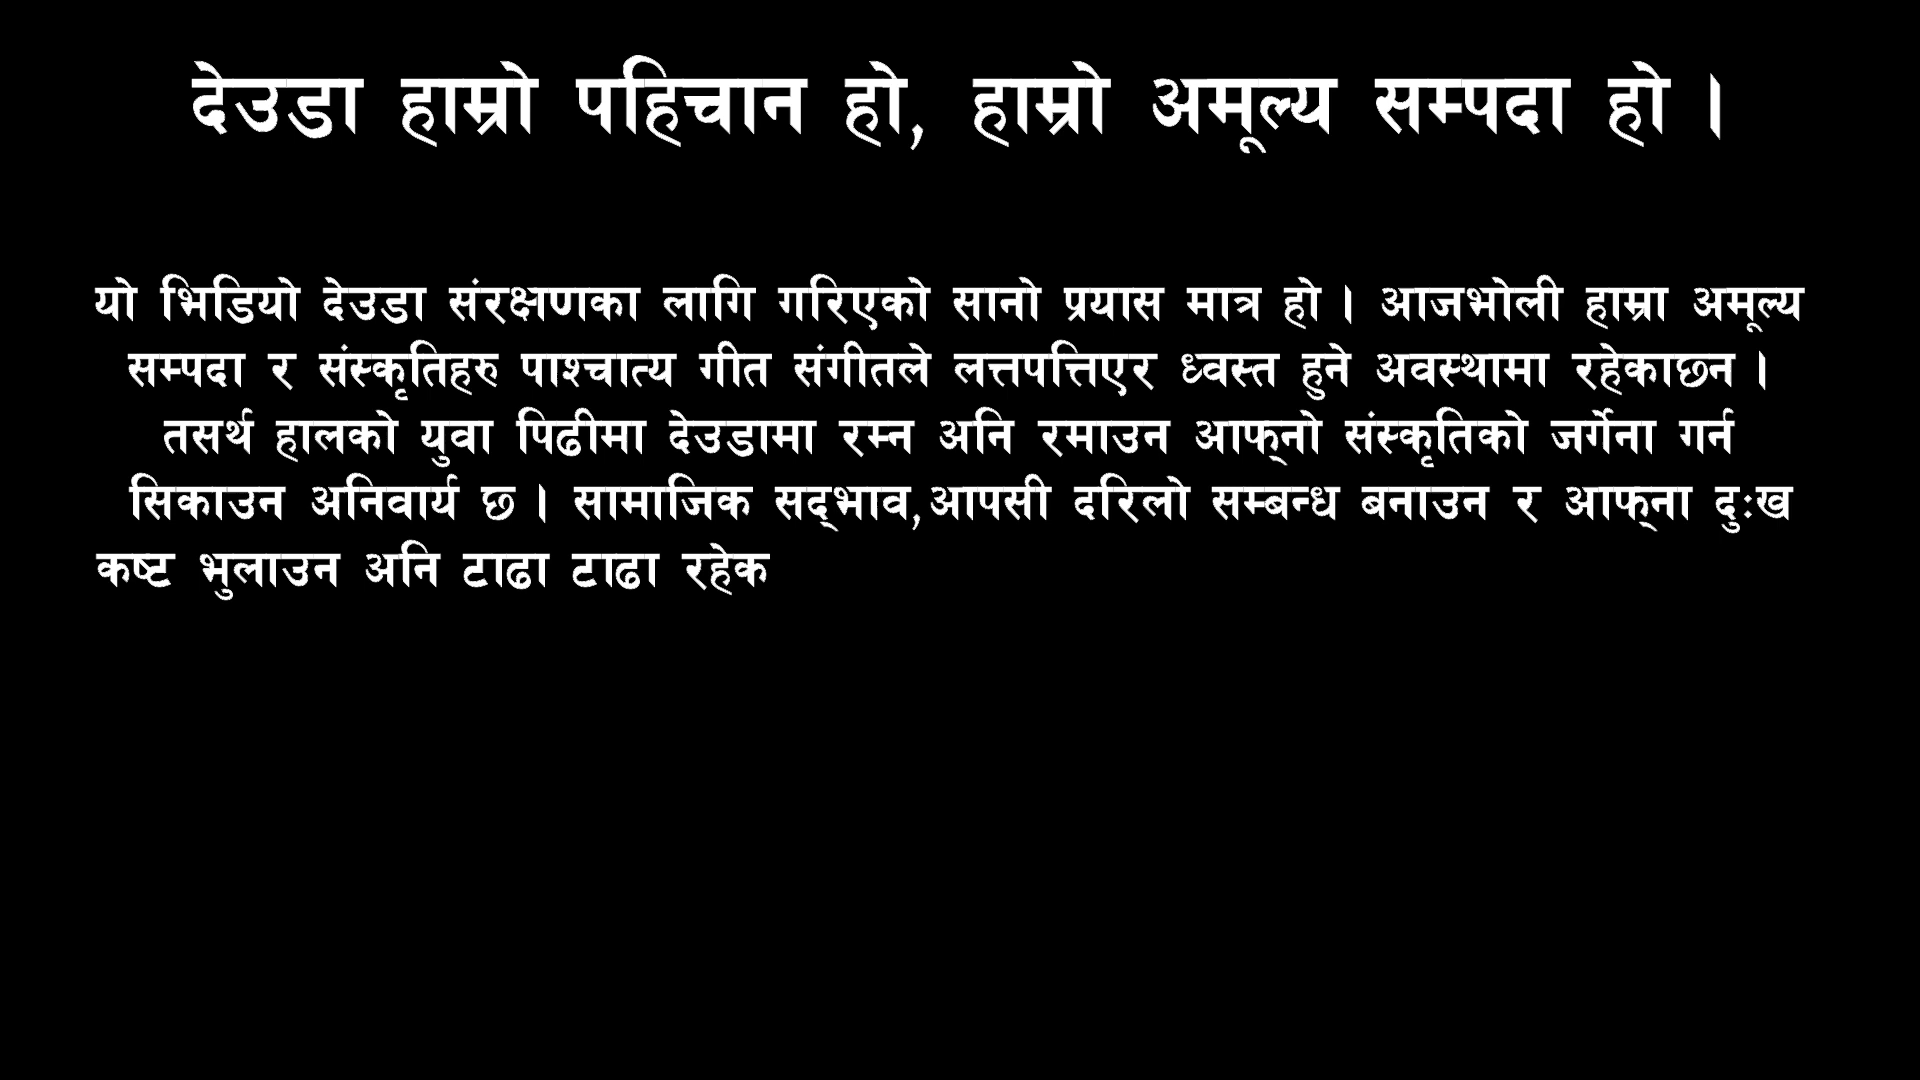 देउडा हाम्रो पहिचान हो, हाम्रो अमूल्य सम्पदा हो ।
यो भिडियो देउडा संरक्षणका लागि गरिएको सानो प्रयास मात्र हो । आजभोली हाम्रा अमूल्य
सम्पदा र संस्कृतिहरु पाश्चात्य गीत संगीतले लत्तपत्तिएर ध्वस्त हुने अवस्थामा रहेकाछ्न ।
तसर्थ हालको युवा पिढीमा देउडामा रम्न अनि रमाउन आफ्‌नो संस्कृतिको जर्गेना गर्न
सिकाउन अनिवार्य छ । सामाजिक सद्‌भाव,आपसी दरिलो सम्बन्ध बनाउन र आफ्‌ना दुःख
कष्ट भुलाउन अनि टाढा टाढा रहेक